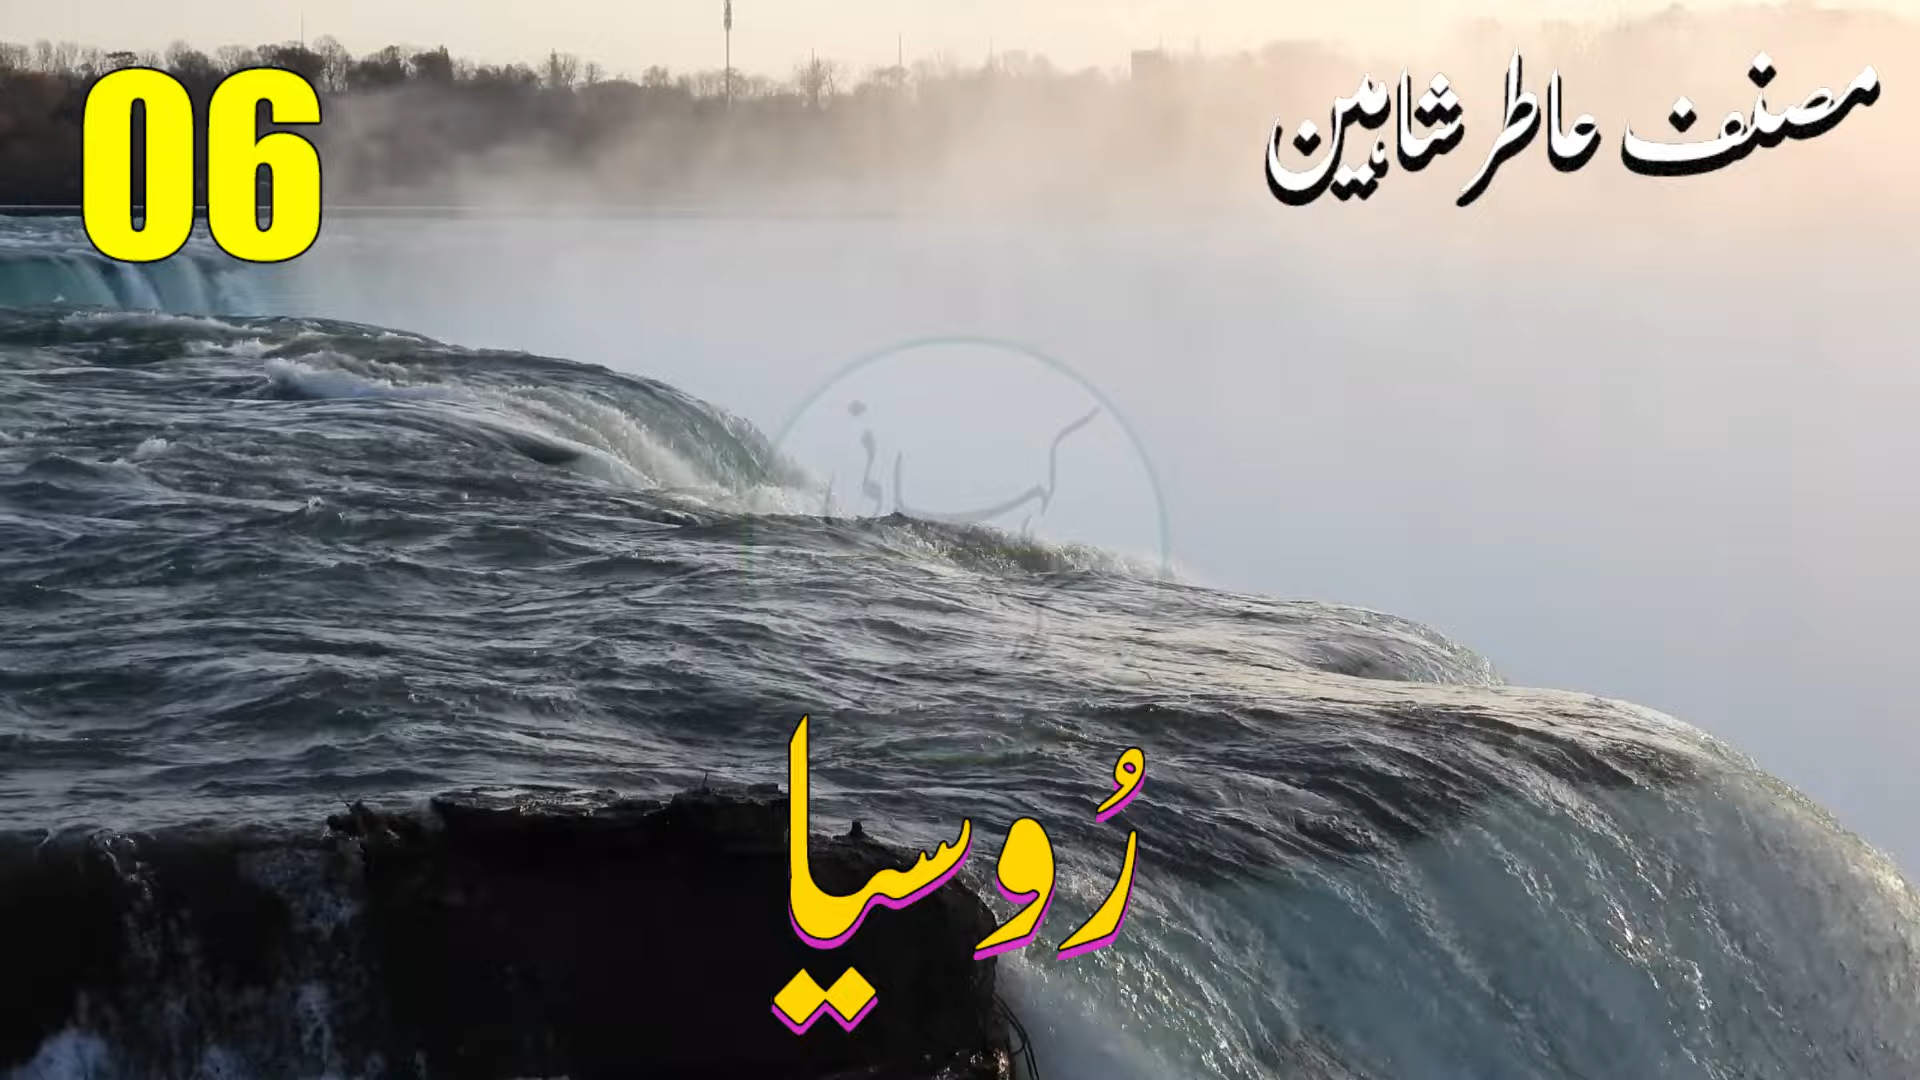 06
مصنف عاطر شاہین
رُوسیا